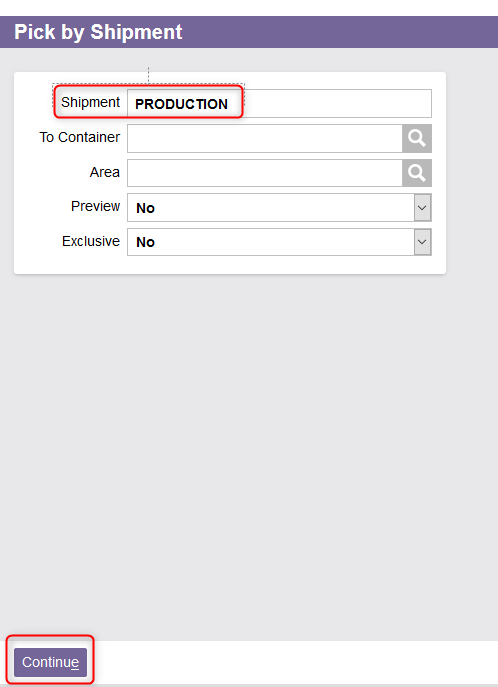 Pick by Shipment
Shipment PRODUCTION
To Container
Area
Preview No
Exclusive No
Continue